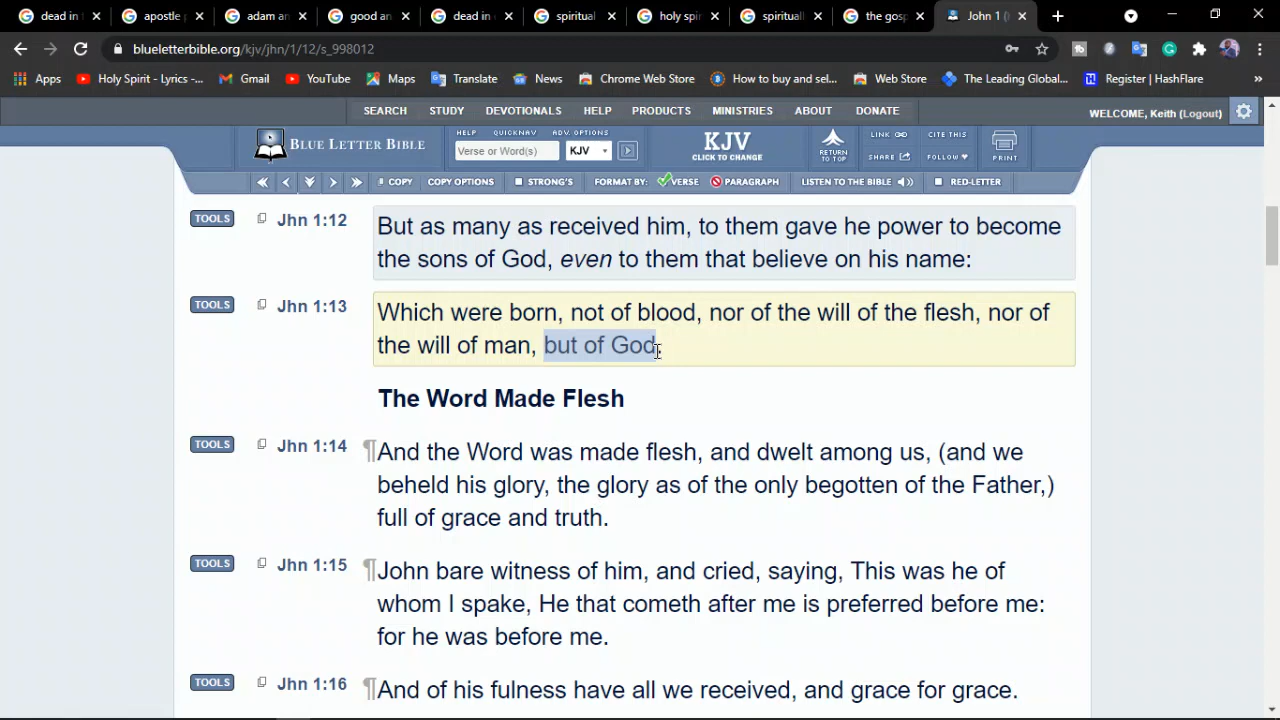 dead in t
apostle p
adam an
good an
dead in
spiritual
holy spi
spirituall
the gosp
John 1 (
blueletterbible.org/kjv/jhn/1/12/s_998012
Apps
Holy Spirit - Lyrics -...
Gmail
YouTube
Maps
Translate
News
Chrome Web Store
How to buy and sel...
Web Store
The Leading Global...
Register | HashFlare
»
SEARCH STUDY DEVOTIONALS HELP PRODUCTS MINISTRIES ABOUT DONATE
WELCOME, Keith (Logout)
BLUE LETTER BIBLE
HELP QUICKNAV ADV. OPTIONS
Verse or Word(s) KJV
KJV
CLICK TO CHANGE
RETURN
TO TOP
LINK
CITE THIS
SHARE
FOLLOW
PRINT
COPY COPY OPTIONS STRONG'S FORMAT BY: VERSE PARAGRAPH LISTEN TO THE BIBLE RED-LETTER
TOOLS Jhn 1:12 But as many as received him, to them gave he power to become
the sons of God, even to them that believe on his name:
TOOLS Jhn 1:13 Which were born, not of blood, nor of the will of the flesh, nor of
the will of man, but of God.
The Word Made Flesh
TOOLS Jhn 1:14 ¶And the Word was made flesh, and dwelt among us, (and we
beheld his glory, the glory as of the only begotten of the Father,)
full of grace and truth.
TOOLS Jhn 1:15 ¶John bare witness of him, and cried, saying, This was he of
whom I spake, He that cometh after me is preferred before me:
for he was before me.
TOOLS Jhn 1:16 ¶And of his fulness have all we received, and grace for grace.